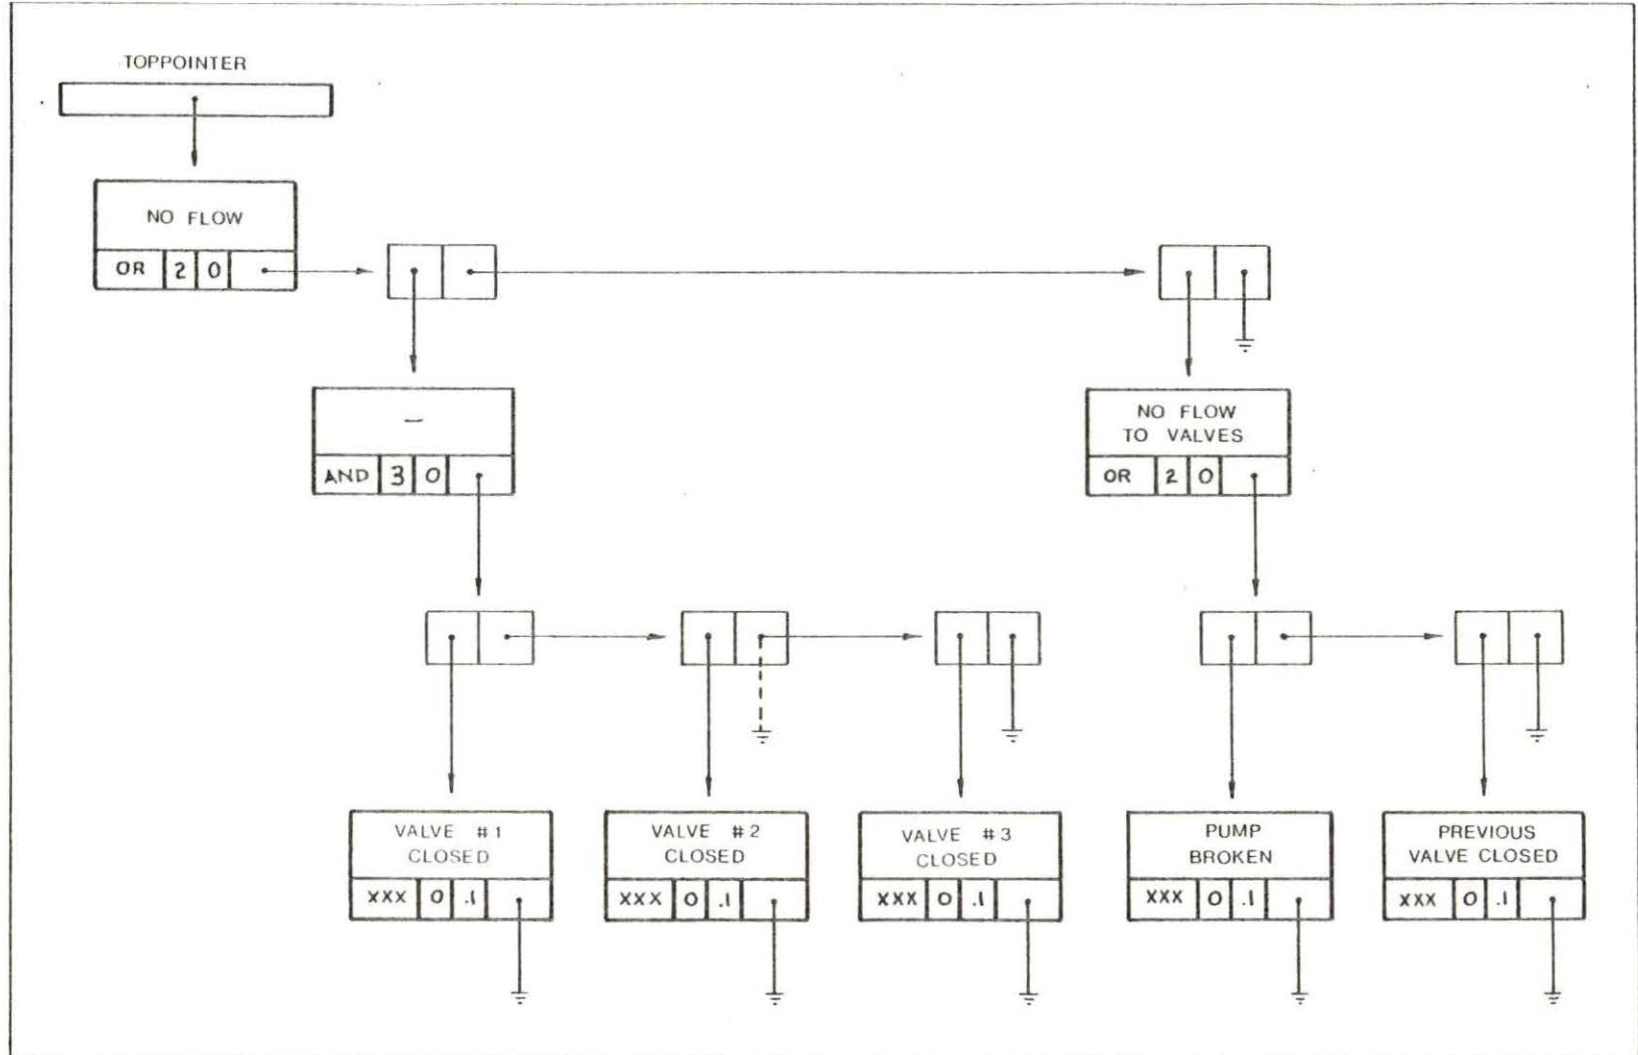 TOPPOINTER
NO FLOW
OR 2 0
—
AND 3 0
NO FLOW
TO VALVES
OR 2 0
VALVE #1
CLOSED
XXX 0 .1
VALVE #2
CLOSED
XXX 0 .1
VALVE #3
CLOSED
XXX 0 .1
PUMP
BROKEN
XXX 0 .1
PREVIOUS
VALVE CLOSED
XXX 0 .1